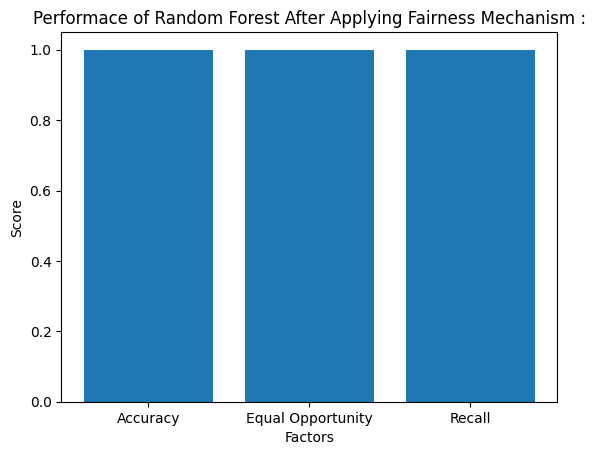 Performace of Random Forest After Applying Fairness Mechanism :
Score
1.0
0.8
0.6
0.4
0.2
0.0
Accuracy Equal Opportunity Recall
Factors